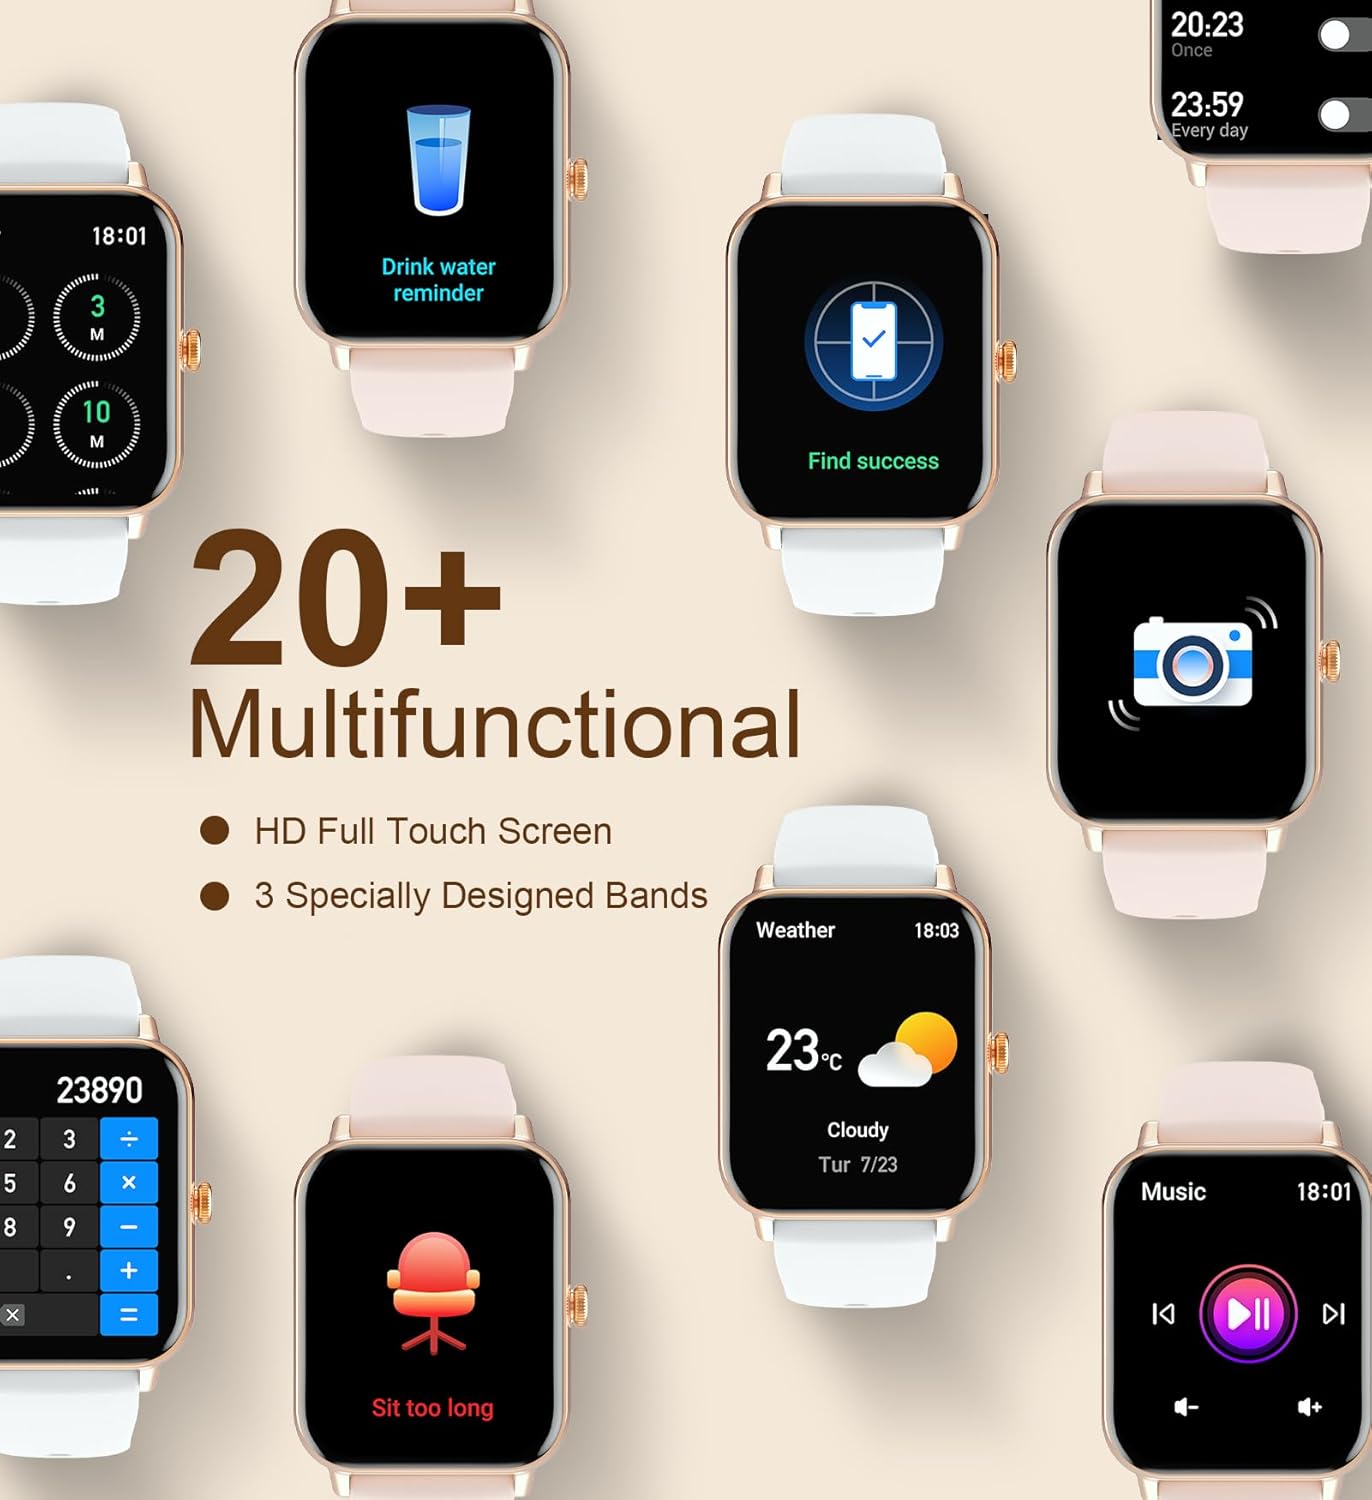 20:23
Once
23:59
Every day
18:01
3
M
10
M
Drink water
reminder
Find success
20+
Multifunctional
HD Full Touch Screen
3 Specially Designed Bands
Weather 18:03
23°C
Cloudy
Tur 7/23
23890
2 3 ÷
5 6 ×
8 9 −
. +
=
Sit too long
Music 18:01